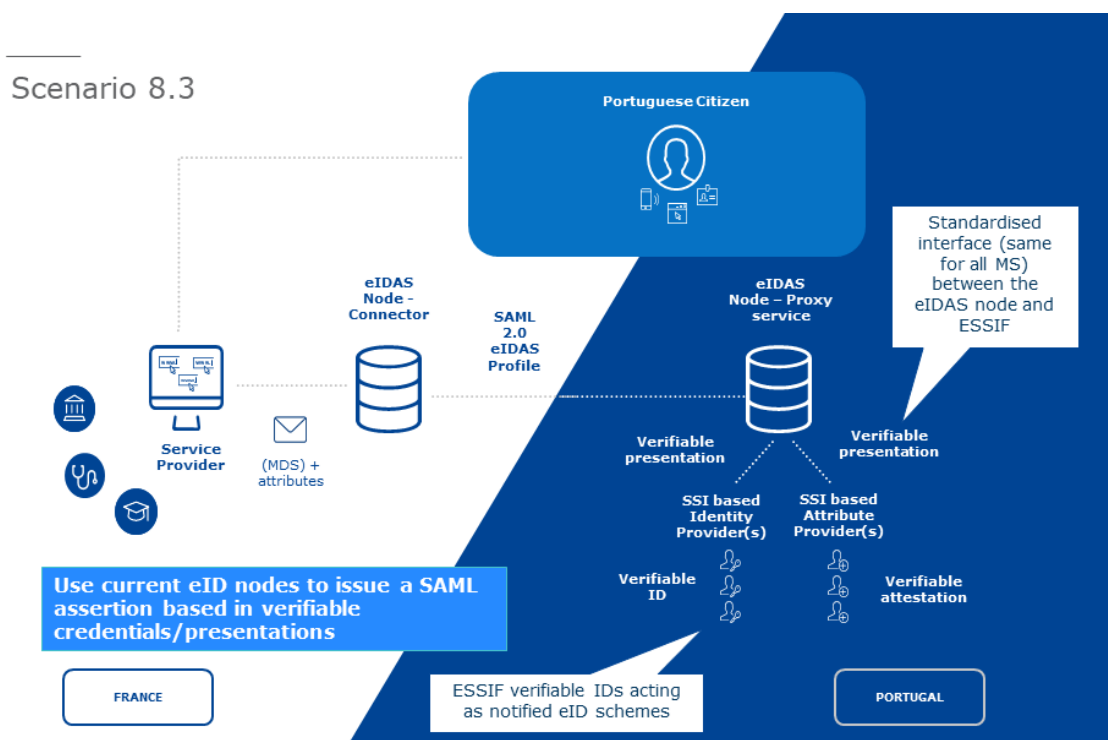 Scenario 8.3
Portuguese Citizen
Standardised
interface (same
for all MS)
between the
eIDAS node and
ESSIF
eIDAS
Node -
Connector
SAML
2.0
eIDAS
Profile
eIDAS
Node – Proxy
service
Service
Provider
(MDS) +
attributes
Verifiable
presentation
Verifiable
presentation
SSI based
Identity
Provider(s)
SSI based
Attribute
Provider(s)
Verifiable
ID
Verifiable
attestation
Use current eID nodes to issue a SAML
assertion based in verifiable
credentials/presentations
ESSIF verifiable IDs acting
as notified eID schemes
FRANCE
PORTUGAL